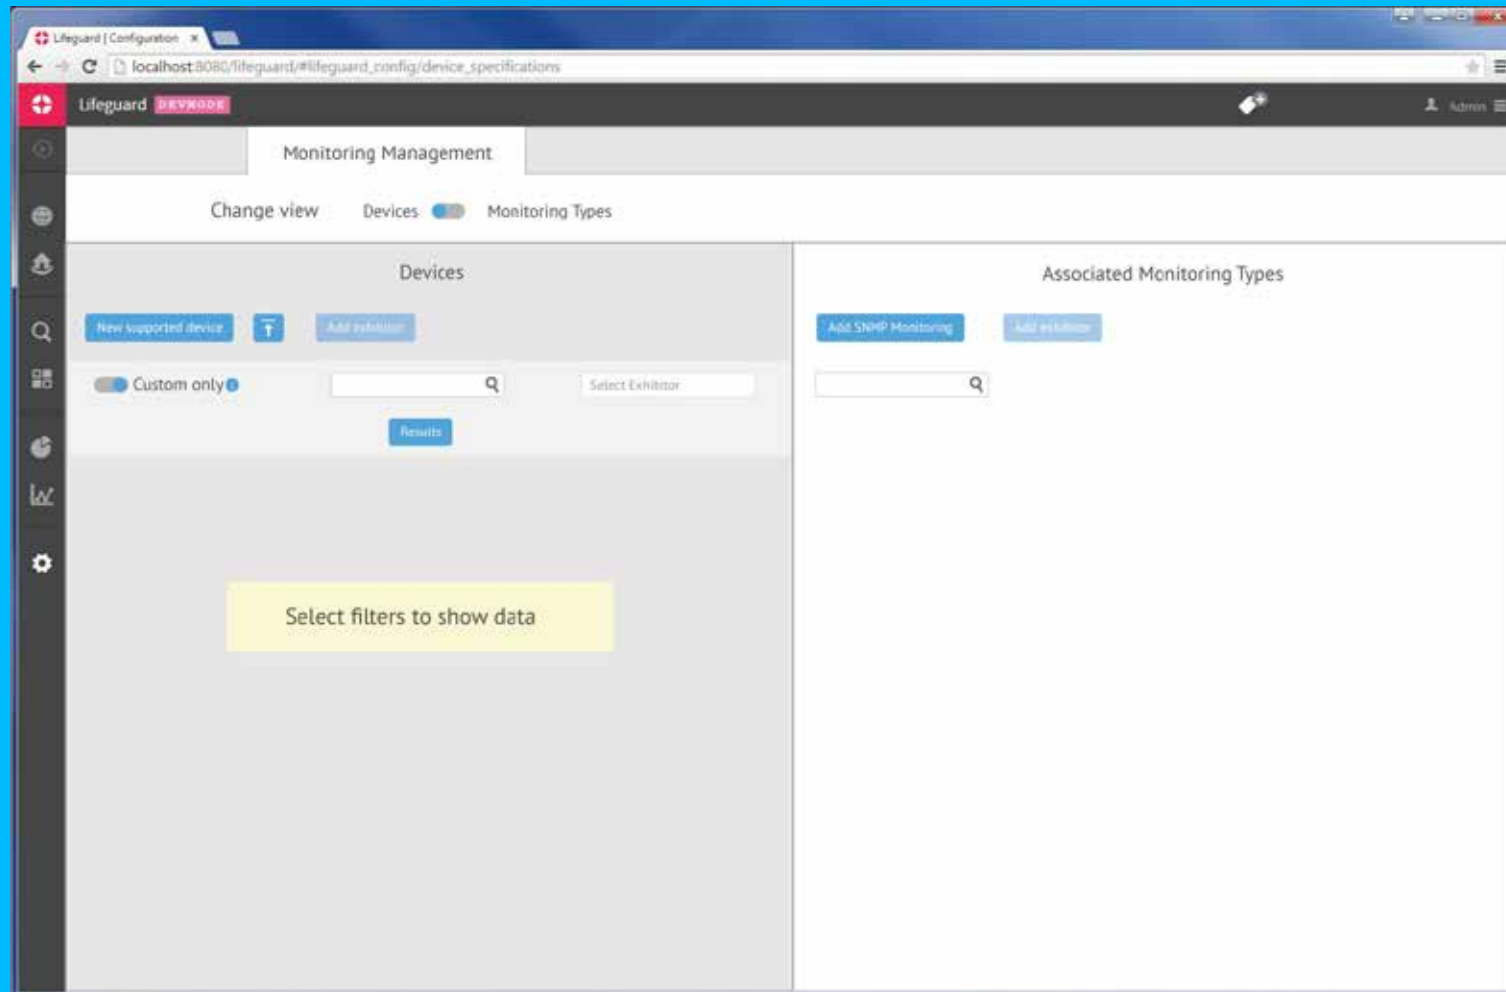 Lifeguard | Configuration
localhost:8080/lifeguard/#lifeguard_config/device_specifications
Lifeguard DEVMODE
Admin
Monitoring Management
Change view Devices Monitoring Types
Devices
Associated Monitoring Types
New supported device Add exhibitor
Add SNMP Monitoring Add exhibitor
Custom only
Select Exhibitor
Results
Select filters to show data